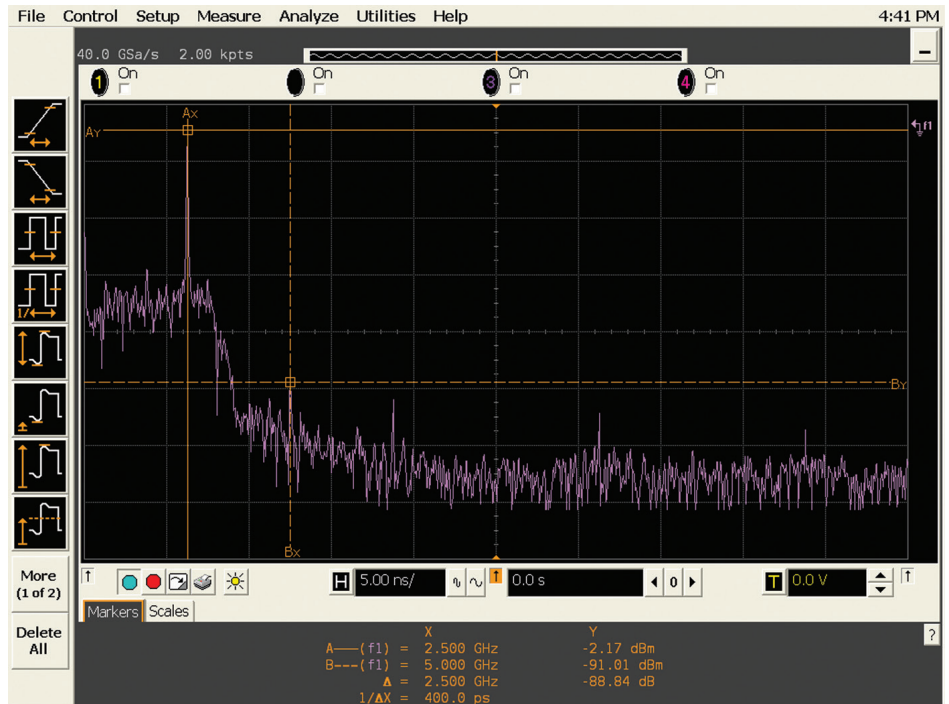 File Control Setup Measure Analyze Utilities Help 4:41 PM
40.0 GSa/s 2.00 kpts
1 On On 3 On 4 On
Ax
Ay
f1
By
Bx
1/
More
(1 of 2)
Delete
All
H 5.00 ns/ 0.0 s 0 T 0.0 V
Markers Scales
?
X Y
A───(f1) = 2.500 GHz -2.17 dBm
B---(f1) = 5.000 GHz -91.01 dBm
Δ = 2.500 GHz -88.84 dB
1/ΔX = 400.0 ps